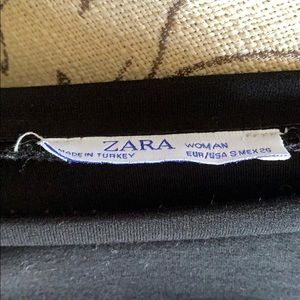 ZARA
WOMAN
MADE IN TURKEY
EUR/USA S MEX 26